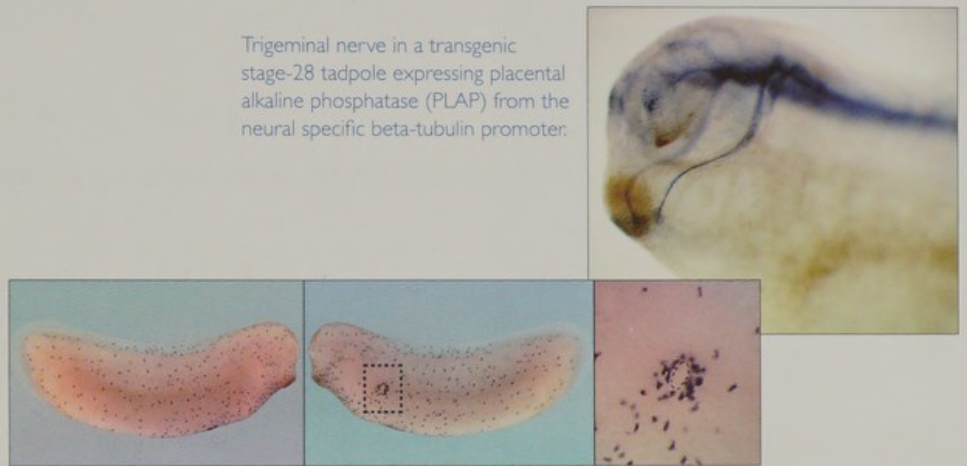 Trigeminal nerve in a transgenic
stage-28 tadpole expressing placental
alkaline phosphatase (PLAP) from the
neural specific beta-tubulin promoter.